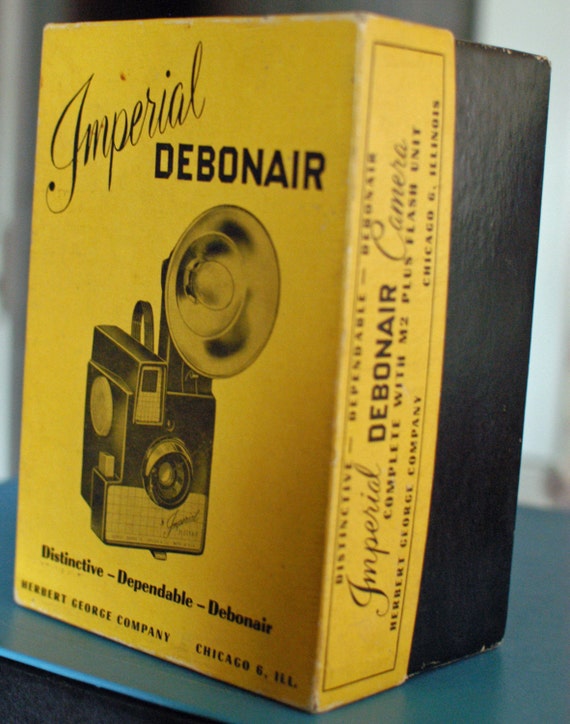 Imperial
DEBONAIR
Imperial
Distinctive – Dependable – Debonair
HERBERT GEORGE COMPANY CHICAGO 6, ILL.
DISTINCTIVE – DEPENDABLE – DEBONAIR
Imperial DEBONAIR Camera
COMPLETE WITH M2 PLUS FLASH UNIT
HERBERT GEORGE COMPANY CHICAGO 6, ILLINOIS